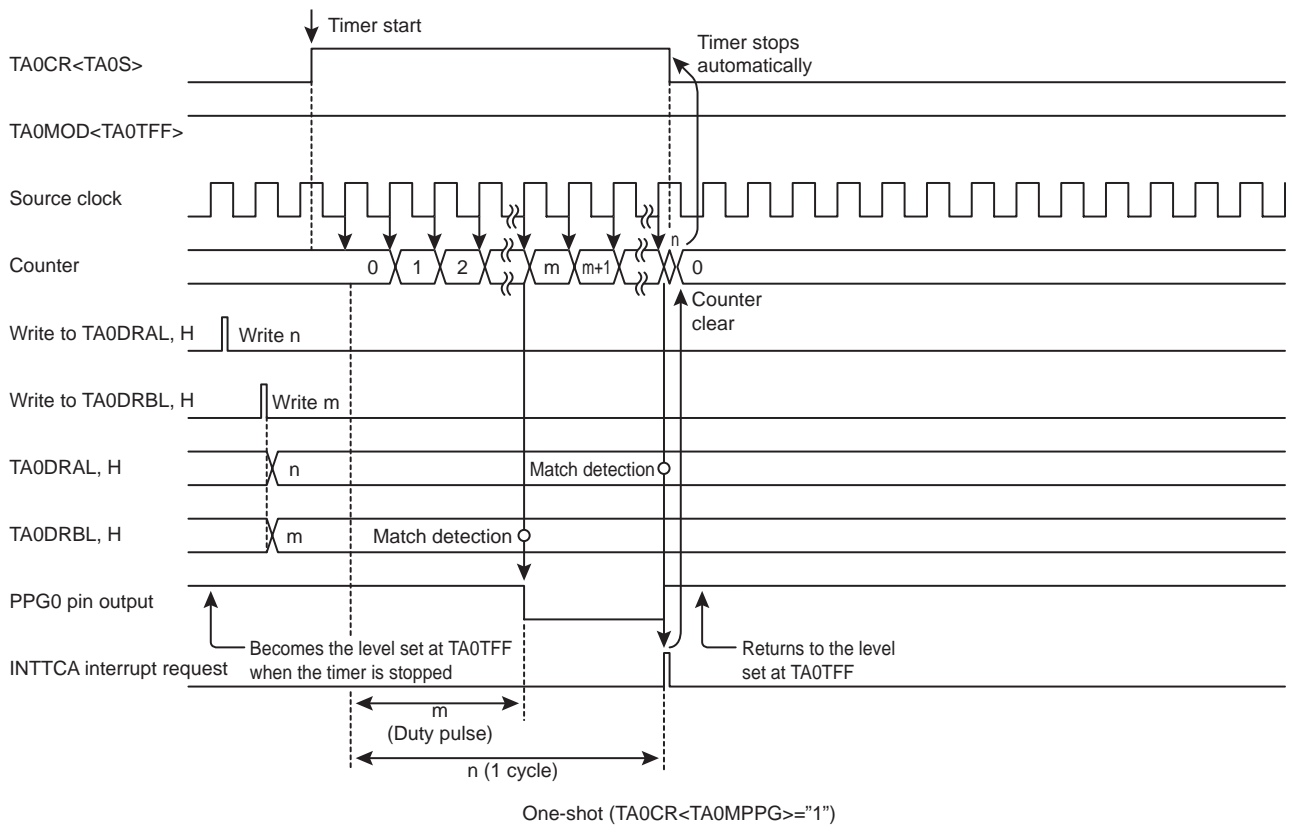 Timer start
Timer stops
automatically
TA0CR<TA0S>
TA0MOD<TA0TFF>
Source clock
n
Counter
0 1 2 m m+1 0
Counter
clear
Write to TA0DRAL, H
Write n
Write to TA0DRBL, H
Write m
TA0DRAL, H
n
Match detection
TA0DRBL, H
m
Match detection
PPG0 pin output
Becomes the level set at TA0TFF
when the timer is stopped
Returns to the level
set at TA0TFF
INTTCA interrupt request
m
(Duty pulse)
n (1 cycle)
One-shot (TA0CR<TA0MPPG>=”1”)